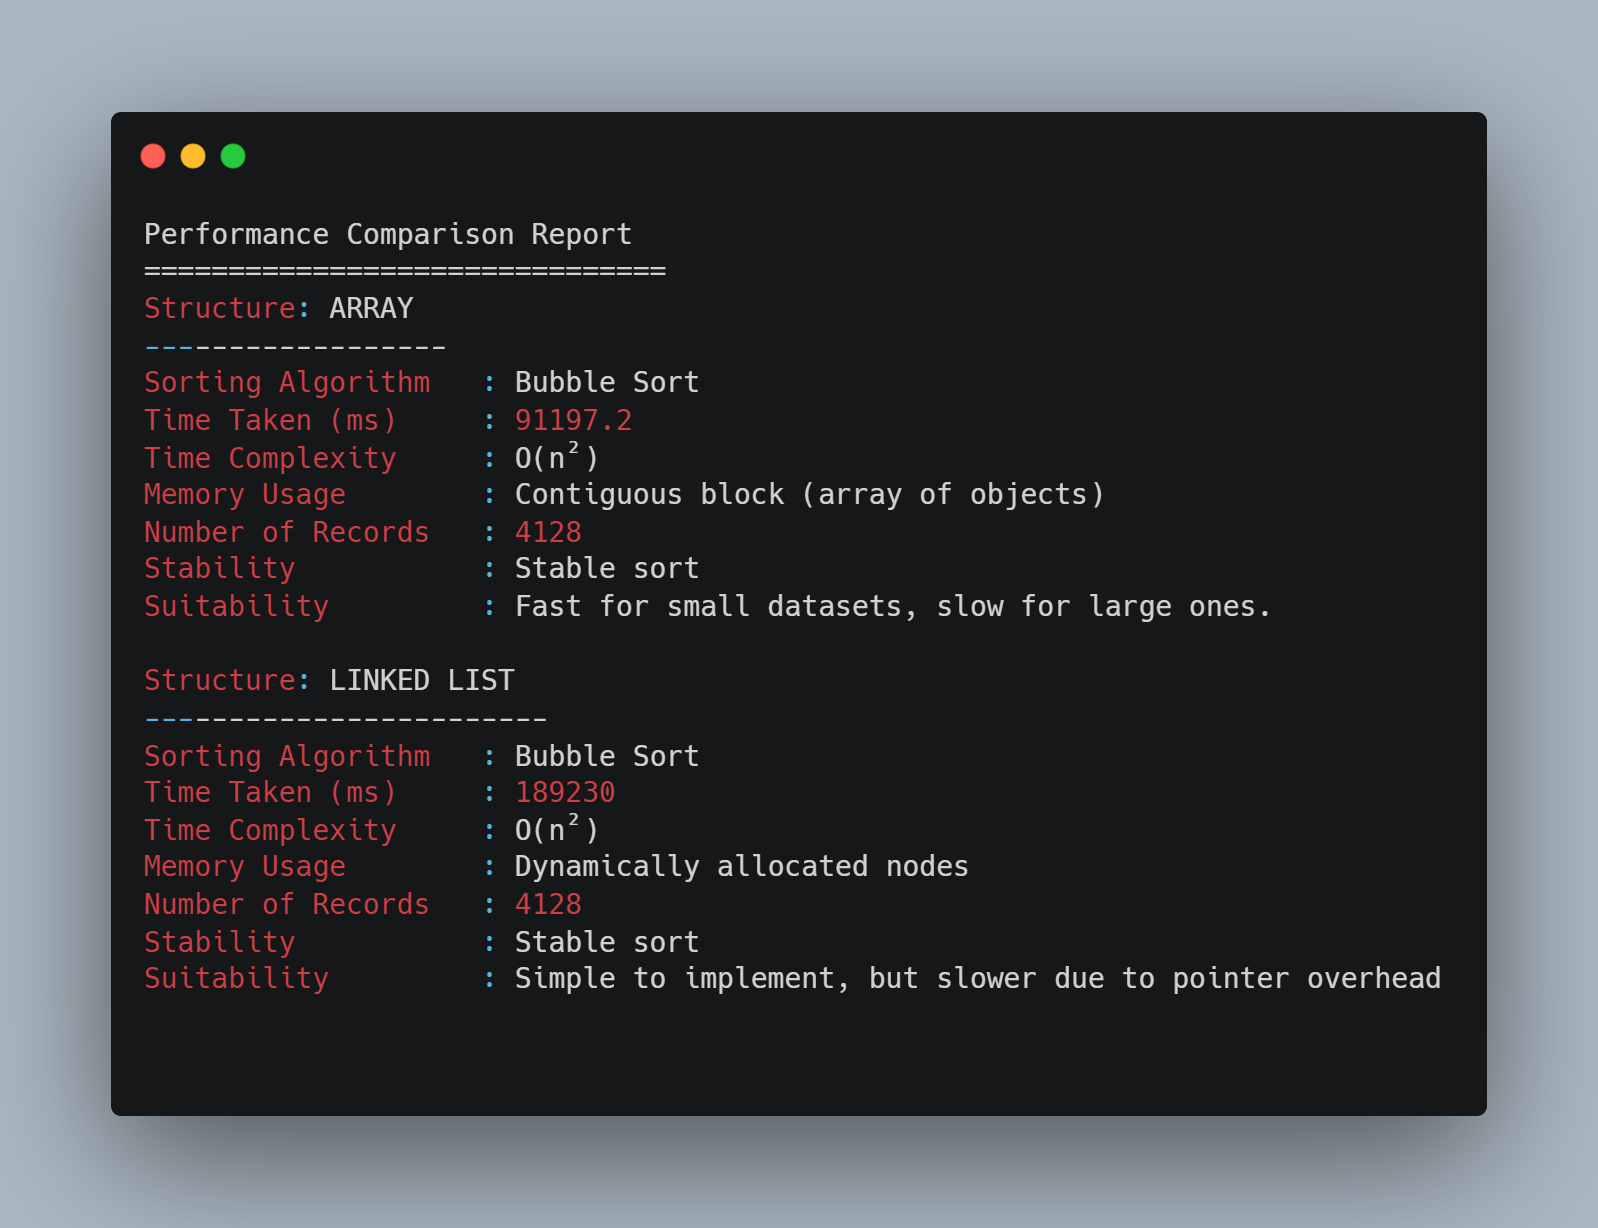 Performance Comparison Report
===============================
Structure: ARRAY
------------------
Sorting Algorithm   : Bubble Sort
Time Taken (ms)     : 91197.2
Time Complexity     : O(n²)
Memory Usage        : Contiguous block (array of objects)
Number of Records   : 4128
Stability           : Stable sort
Suitability         : Fast for small datasets, slow for large ones.

Structure: LINKED LIST
------------------------
Sorting Algorithm   : Bubble Sort
Time Taken (ms)     : 189230
Time Complexity     : O(n²)
Memory Usage        : Dynamically allocated nodes
Number of Records   : 4128
Stability           : Stable sort
Suitability         : Simple to implement, but slower due to pointer overhead